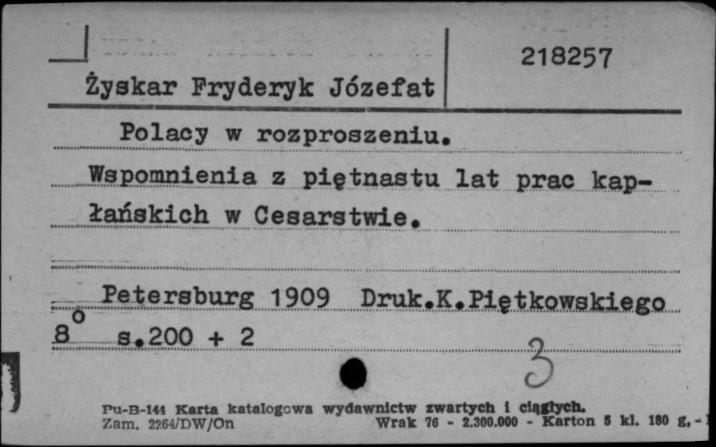 218257
Żyskar Fryderyk Józefat
Polacy w rozproszeniu.
Wspomnienia z piętnastu lat prac kap-
łańskich w Cesarstwie.
Petersburg 1909 Druk.K.Piętkowskiego
8° s.200 + 2
3
Pu-B-144 Karta katalogowa wydawnictw zwartych i ciągłych.
Zam. 2264/DW/On Wrak 76 - 2.300.000 - Karton 5 kl. 180 g, -